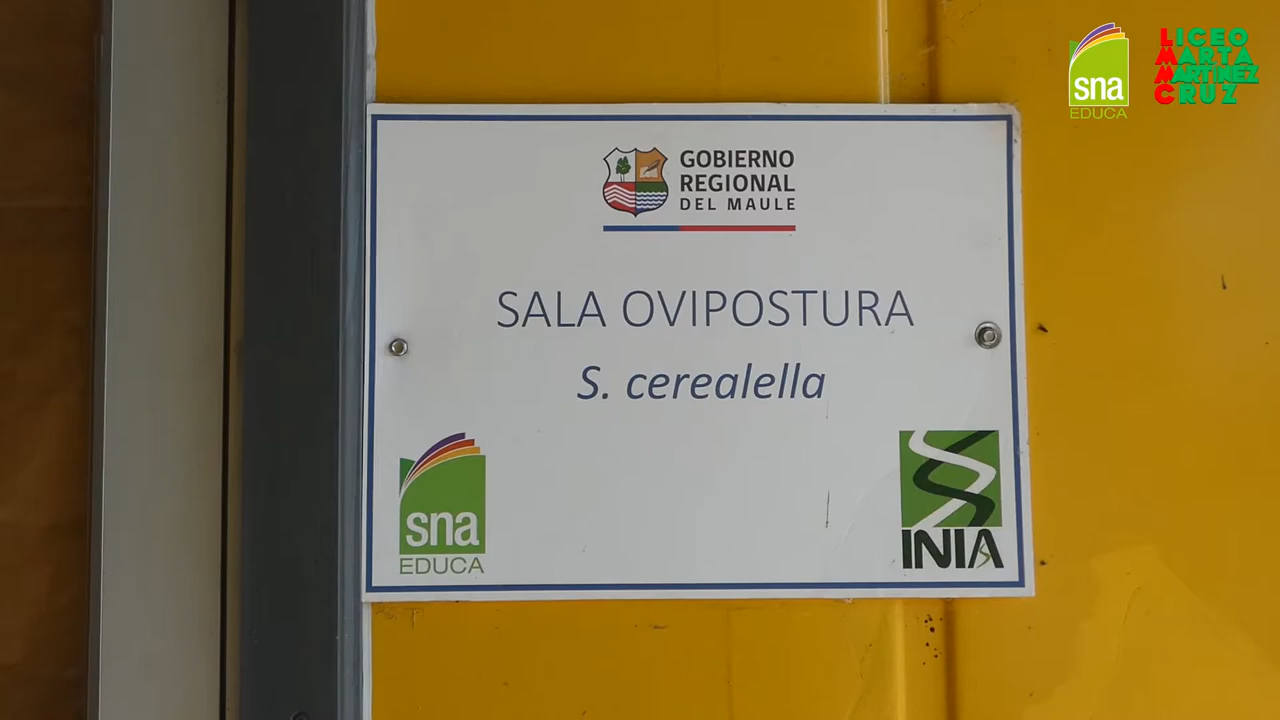 sna
EDUCA
LICEO
MARTA
MARTINEZ
CRUZ
GOBIERNO
REGIONAL
DEL MAULE
SALA OVIPOSTURA
S. cerealella
sna
EDUCA
INIA